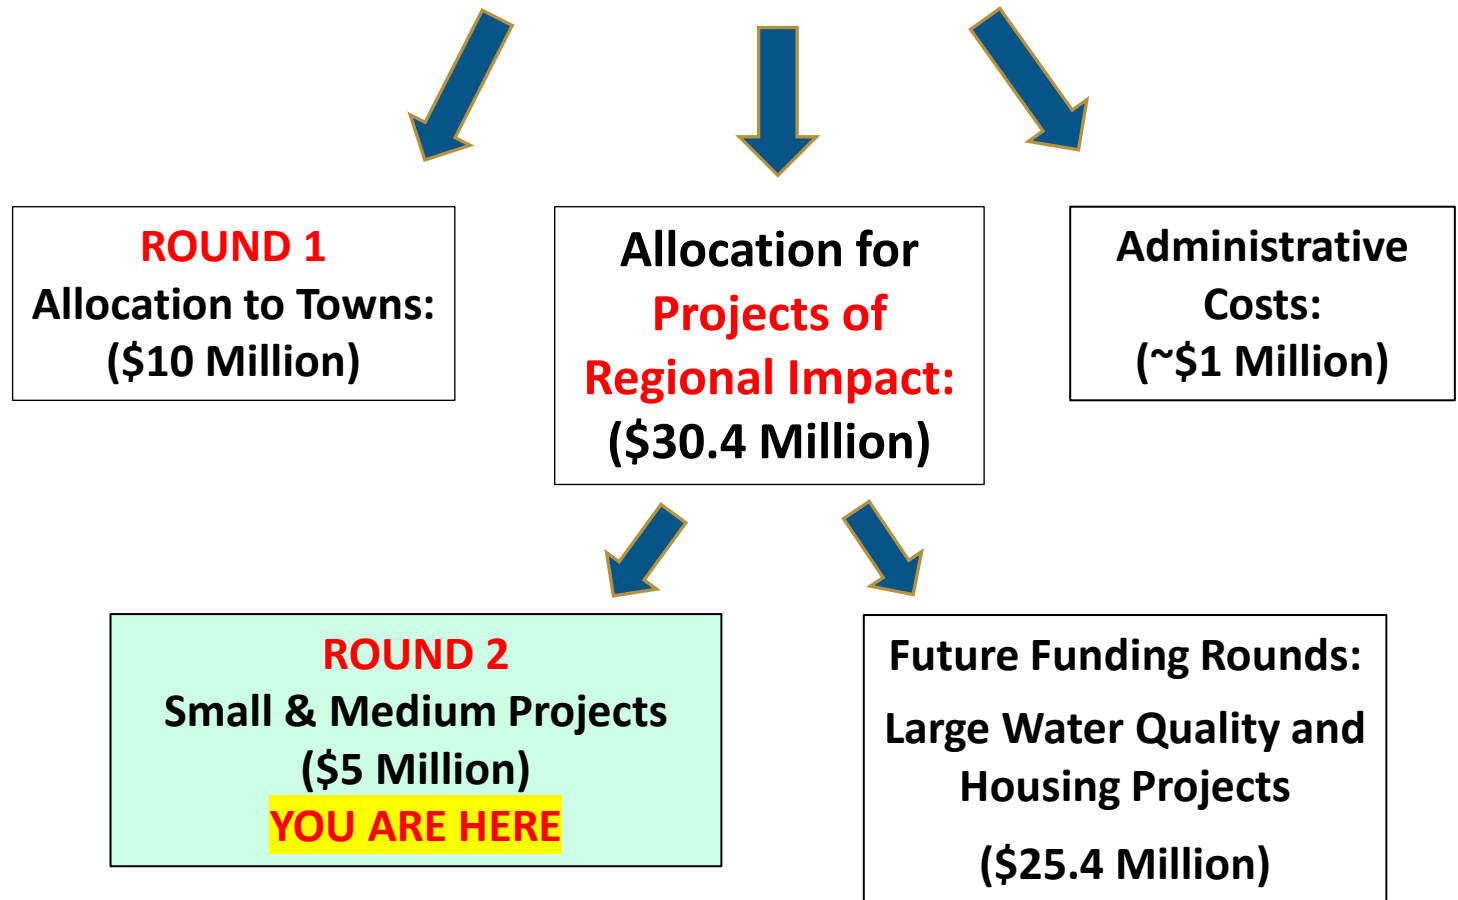 ROUND 1
Allocation to Towns:
($10 Million)
Allocation for
Projects of
Regional Impact:
($30.4 Million)
Administrative
Costs:
(~$1 Million)
ROUND 2
Small & Medium Projects
($5 Million)
YOU ARE HERE
Future Funding Rounds:
Large Water Quality and
Housing Projects
($25.4 Million)